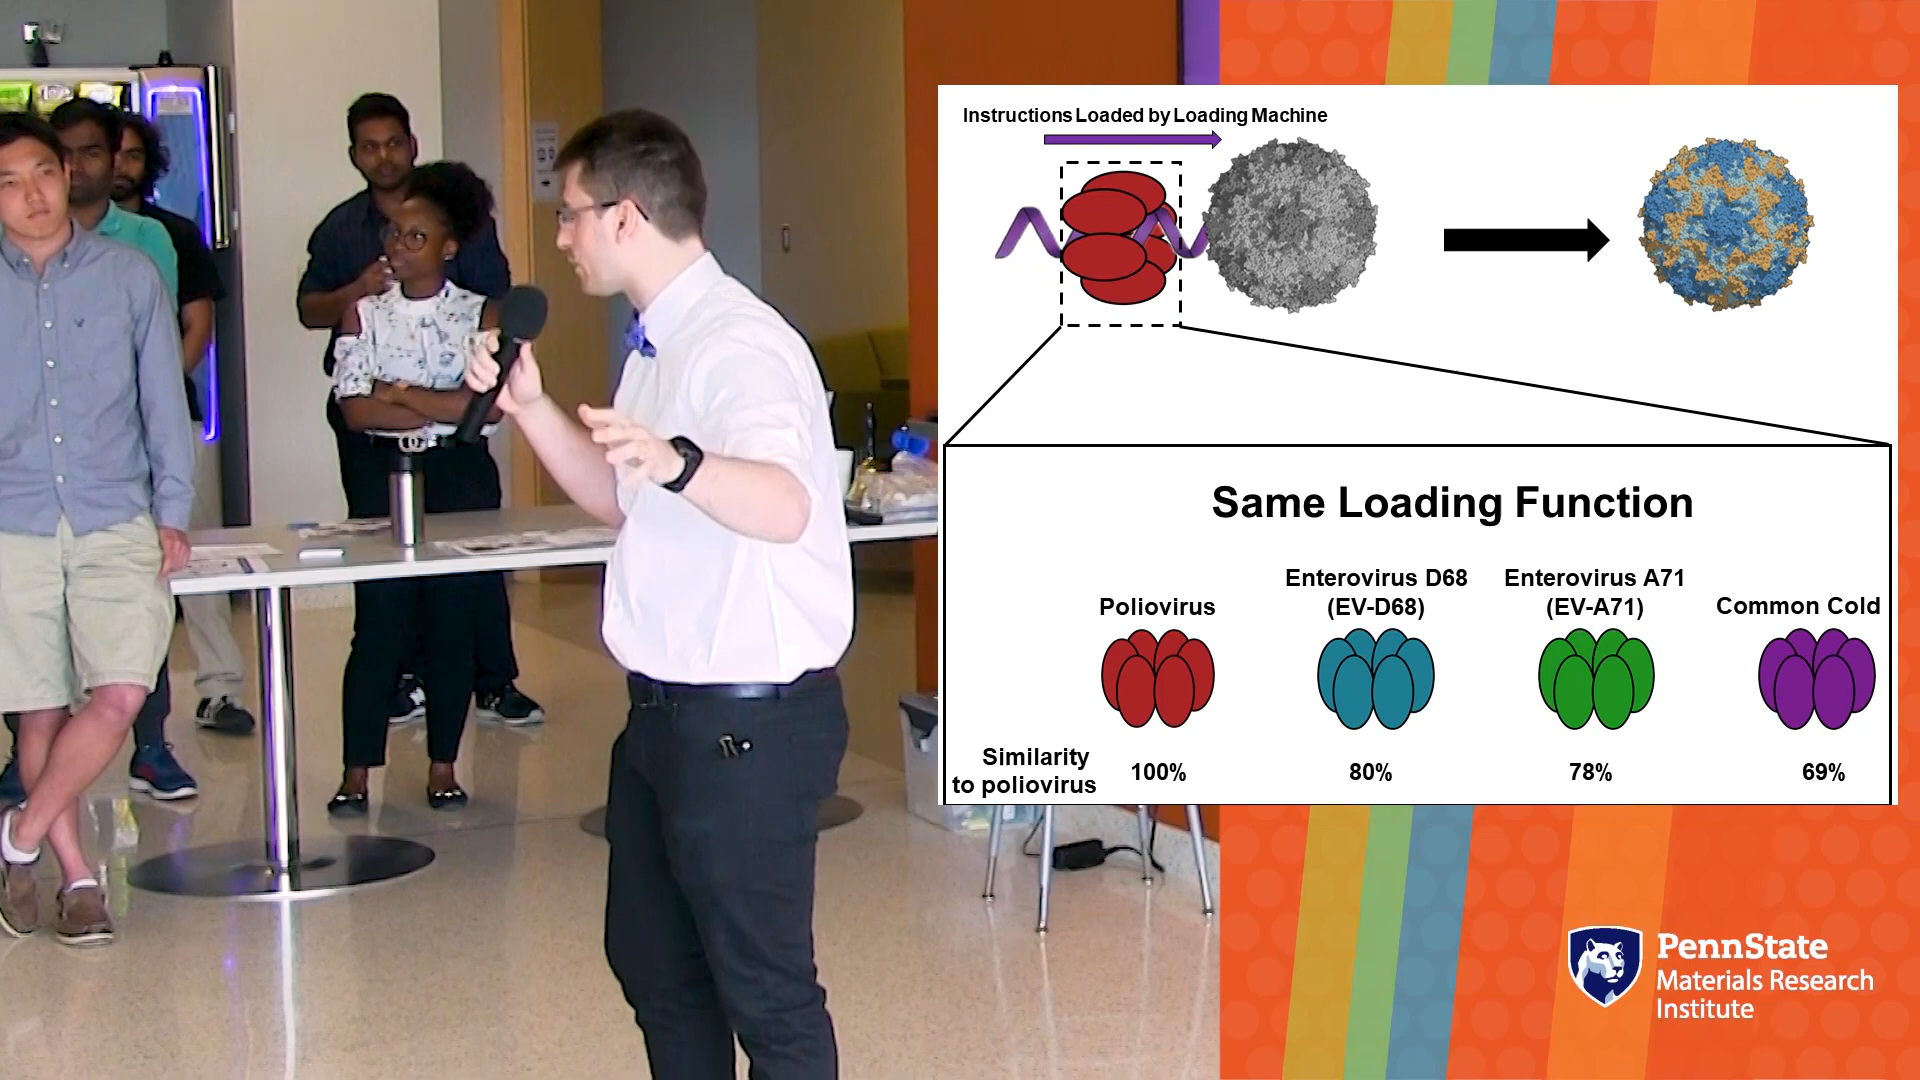 Instructions Loaded by Loading Machine
Same Loading Function
Poliovirus
Enterovirus D68
(EV-D68)
Enterovirus A71
(EV-A71)
Common Cold
Similarity
to poliovirus
100%
80%
78%
69%
PennState
Materials Research
Institute